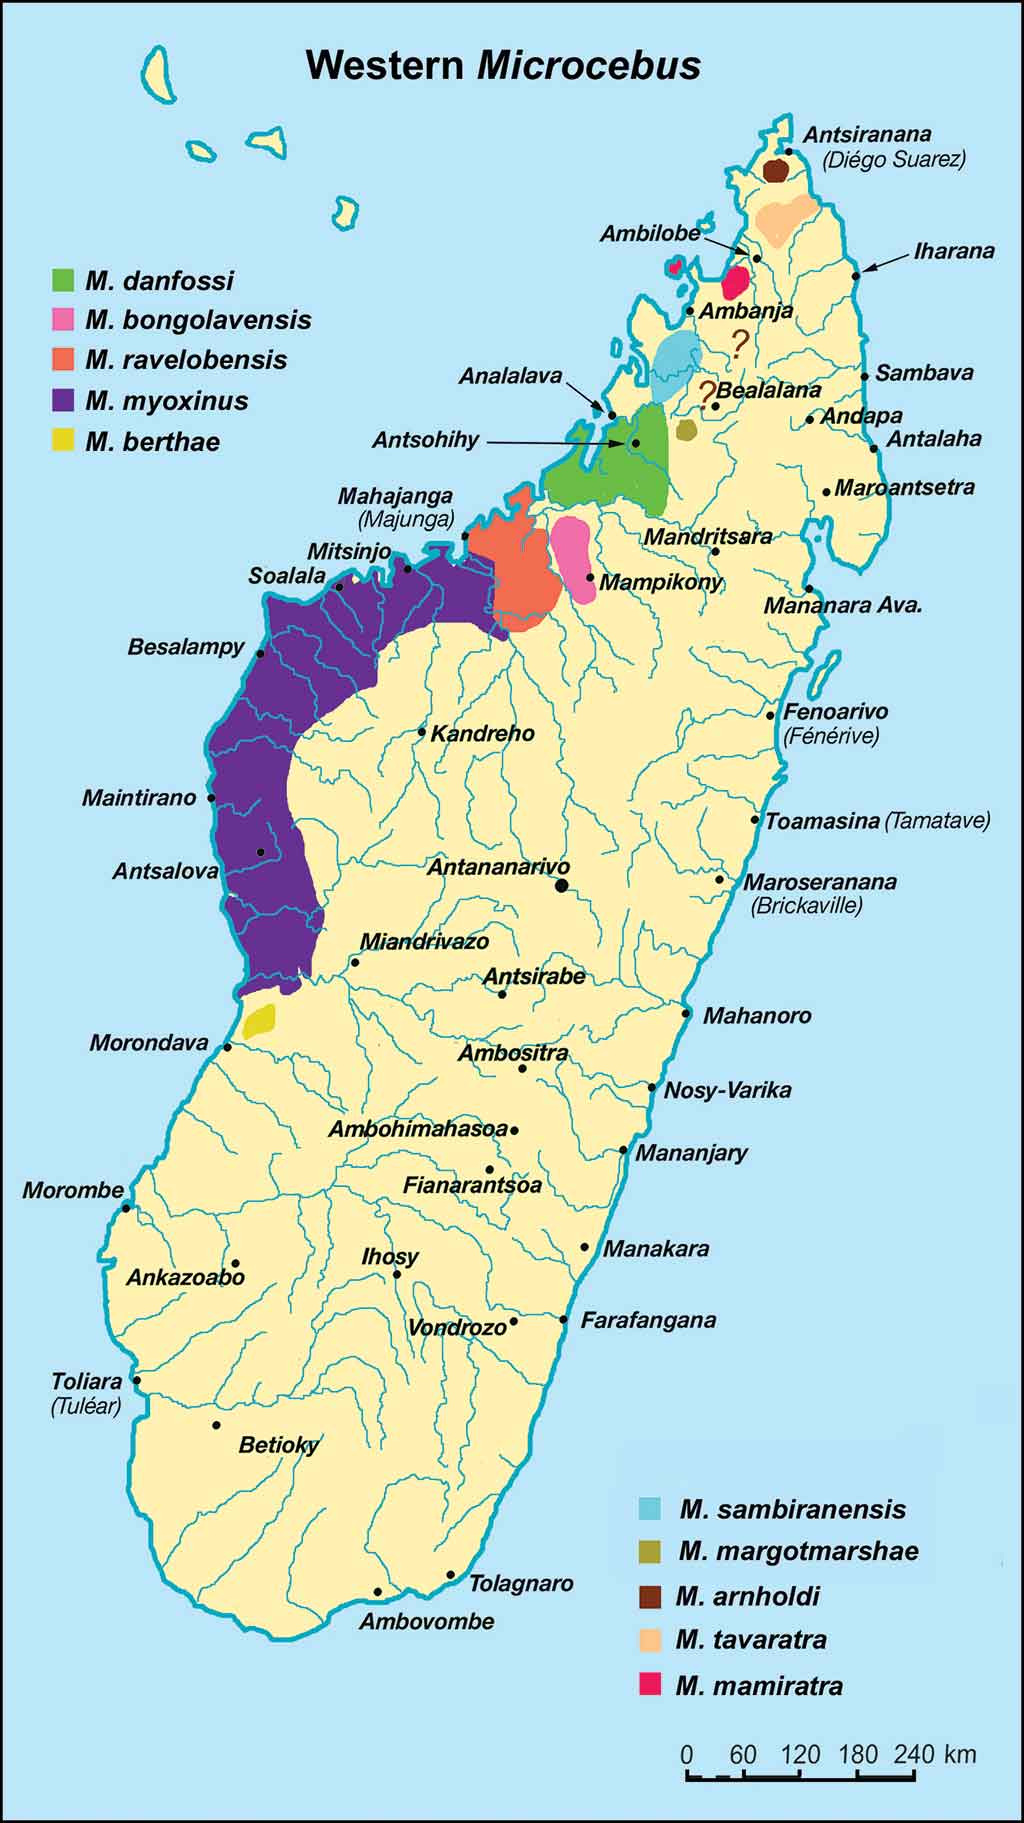 Western Microcebus
Antsiranana
(Diégo Suarez)
Ambilobe
Iharana
M. danfossi
M. bongolavensis
M. ravelobensis
M. myoxinus
M. berthae
Ambanja
?
Analalava
?
Bealalana
Sambava
Andapa
Antsohihy
Antalaha
Mahajanga
(Majunga)
Maroantsetra
Mitsinjo
Mandritsara
Soalala
Mampikony
Mananara Ava.
Besalampy
Fenoarivo
(Fénérive)
Kandreho
Maintirano
Toamasina (Tamatave)
Antsalova
Antananarivo
Maroseranana
(Brickaville)
Miandrivazo
Antsirabe
Mahanoro
Morondava
Ambositra
Nosy-Varika
Ambohimahasoa
Mananjary
Fianarantsoa
Morombe
Manakara
Ihosy
Ankazoabo
Vondrozo
Farafangana
Toliara
(Tuléar)
Betioky
M. sambiranensis
M. margotmarshae
M. arnholdi
M. tavaratra
M. mamiratra
Tolagnaro
Ambovombe
0 60 120 180 240 km